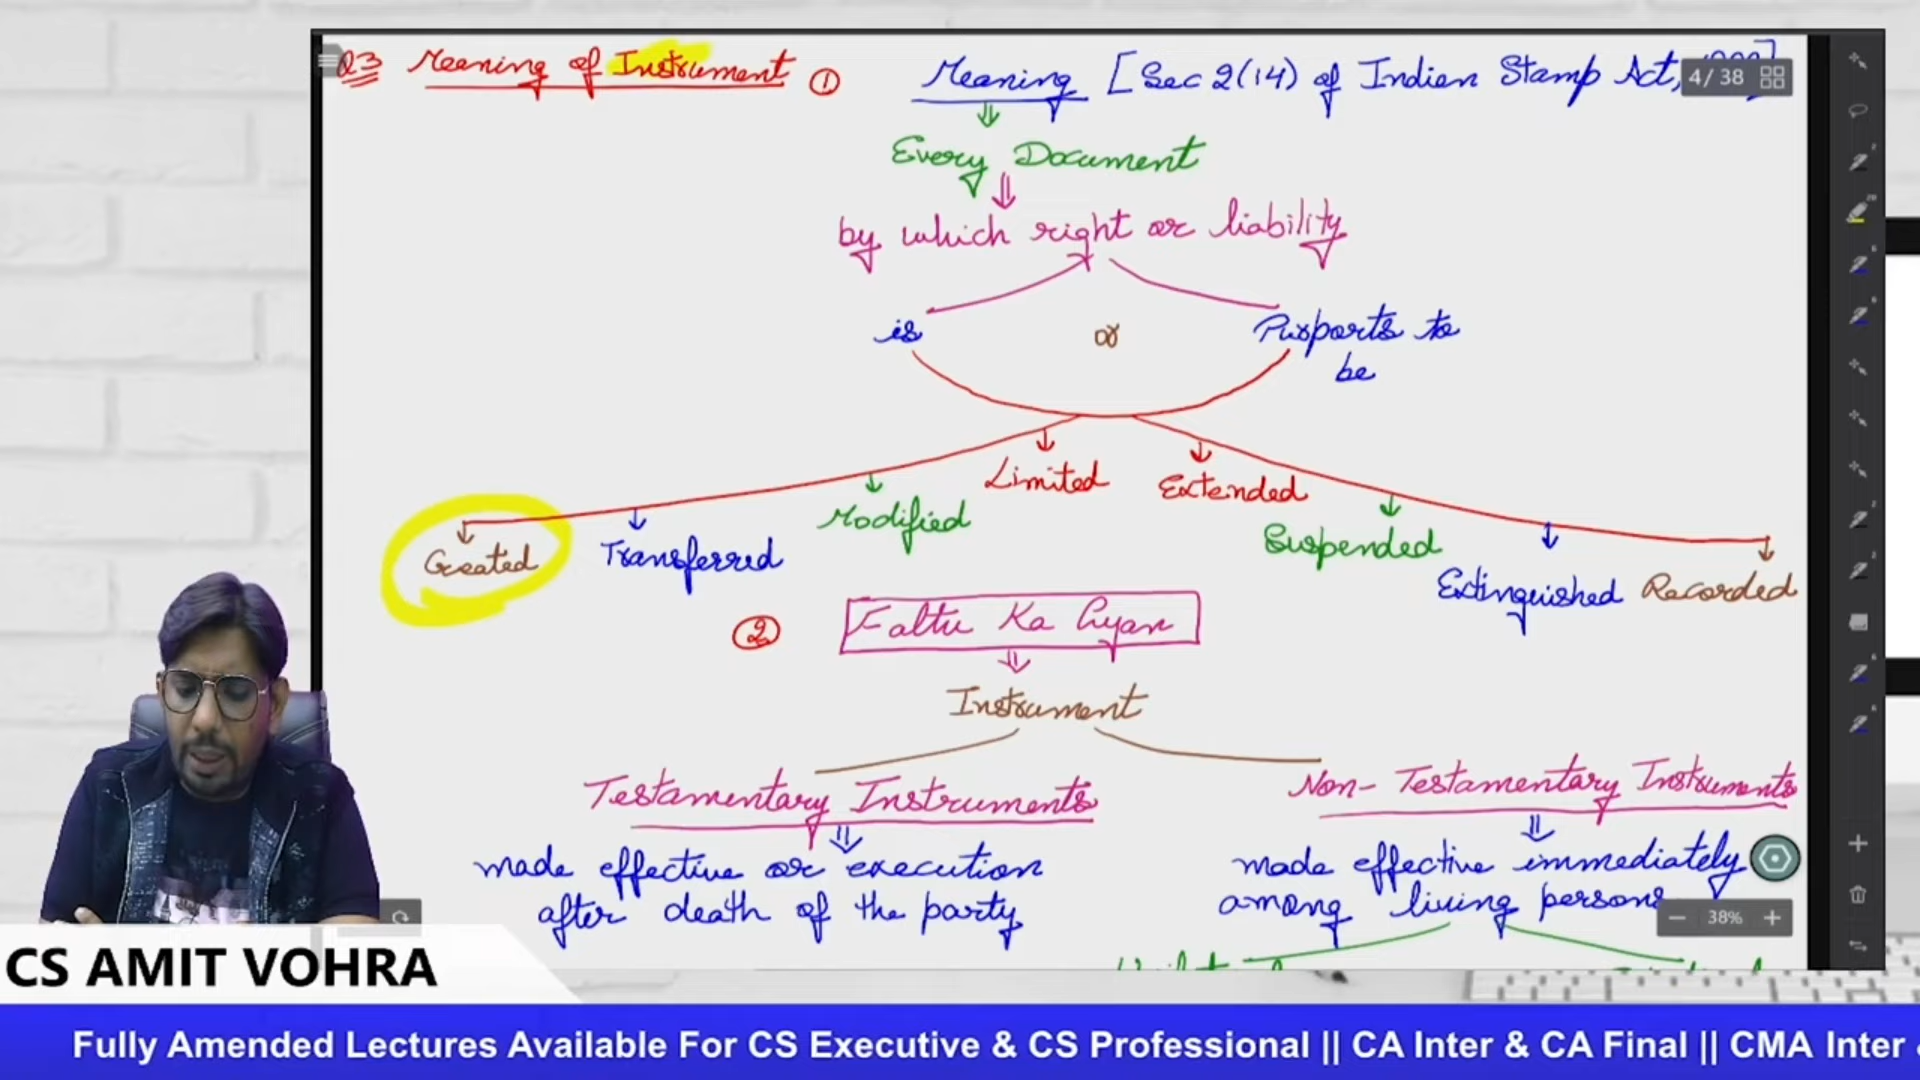 Q3 Meaning of Instrument ① Meaning [Sec 2(14) of Indian Stamp Act,
4/38
Every Document
by which right or liability
is or Purports to be
Limited Extended
Created Transferred Modified Suspended Extinguished Recorded
② Faltu Ka Gyan
Instrument
Testamentary Instruments
made effective or execution
after death of the party
Non-Testamentary Instruments
made effective immediately
among living persons
38%
CS AMIT VOHRA
Fully Amended Lectures Available For CS Executive & CS Professional || CA Inter & CA Final || CMA Inter